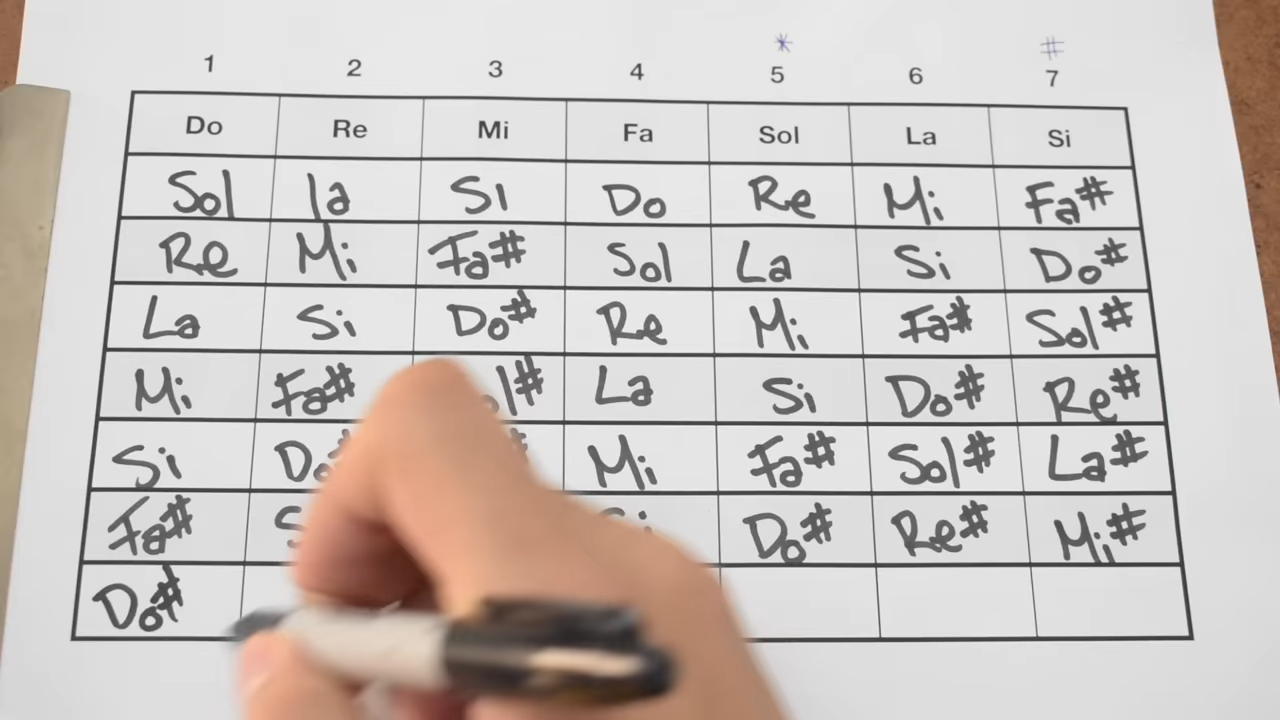 * #
1 2 3 4 5 6 7
Do Re Mi Fa Sol La Si
Sol la Si Do Re Mi Fa#
Re Mi Fa# Sol La Si Do#
La Si Do# Re Mi Fa# Sol#
Mi Fa# La Si Do# Re#
Si Mi Fa# Sol# La#
Fa# Do# Re# Mi#
Do#